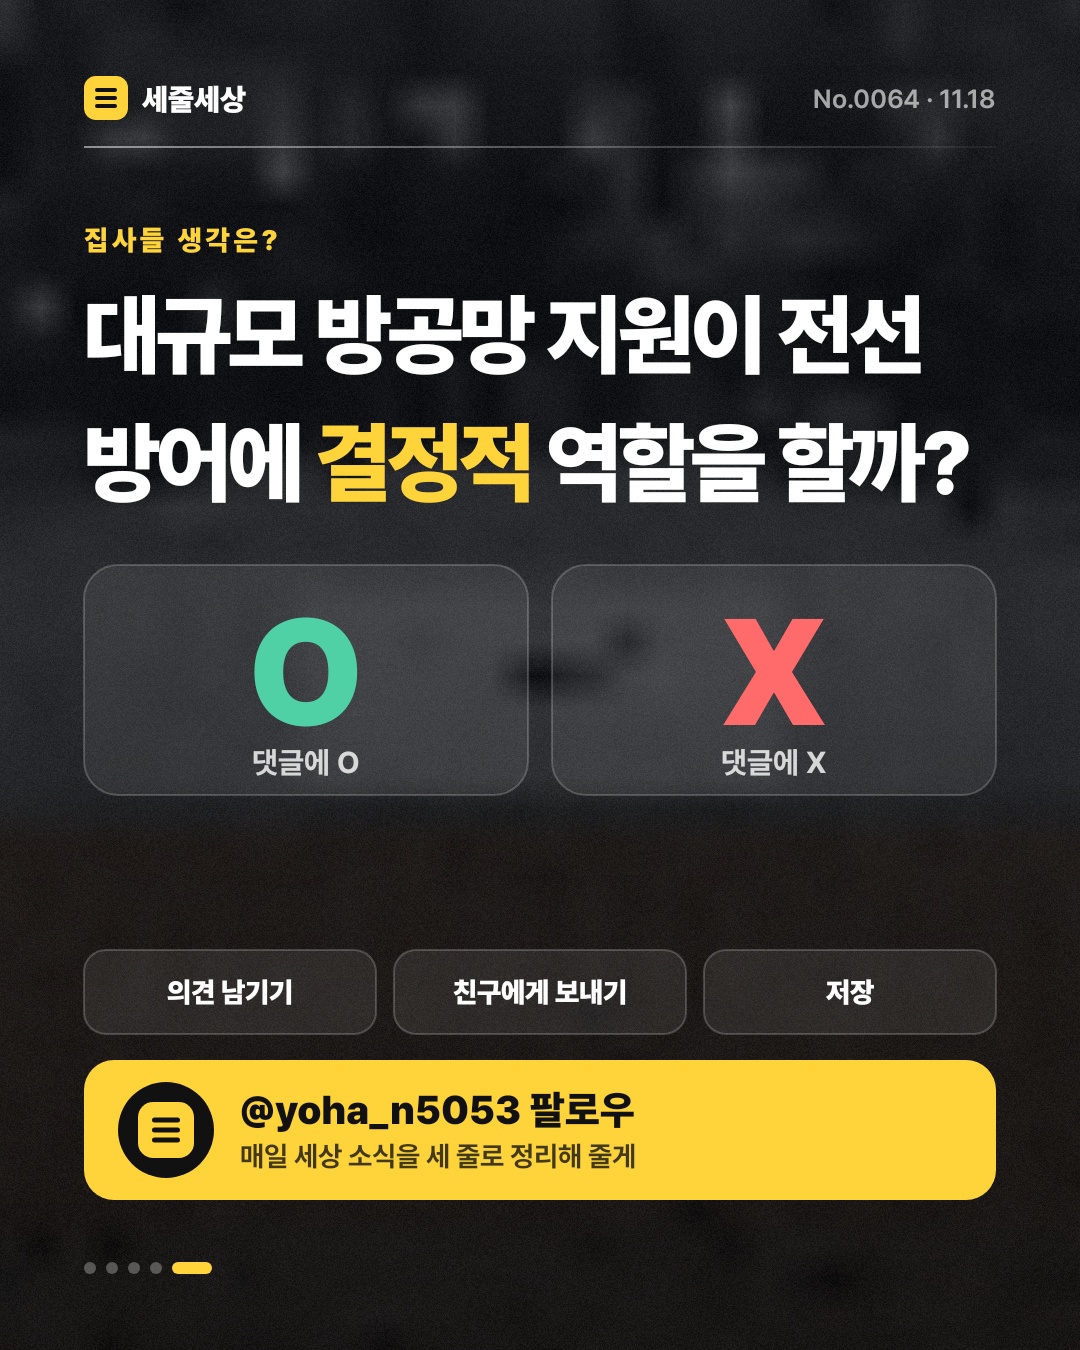 세줄세상
No.0064 · 11.18
집사들 생각은?
대규모 방공망 지원이 전선
방어에 결정적 역할을 할까?
O
댓글에 O
X
댓글에 X
의견 남기기
친구에게 보내기
저장
@yoha_n5053 팔로우
매일 세상 소식을 세 줄로 정리해 줄게